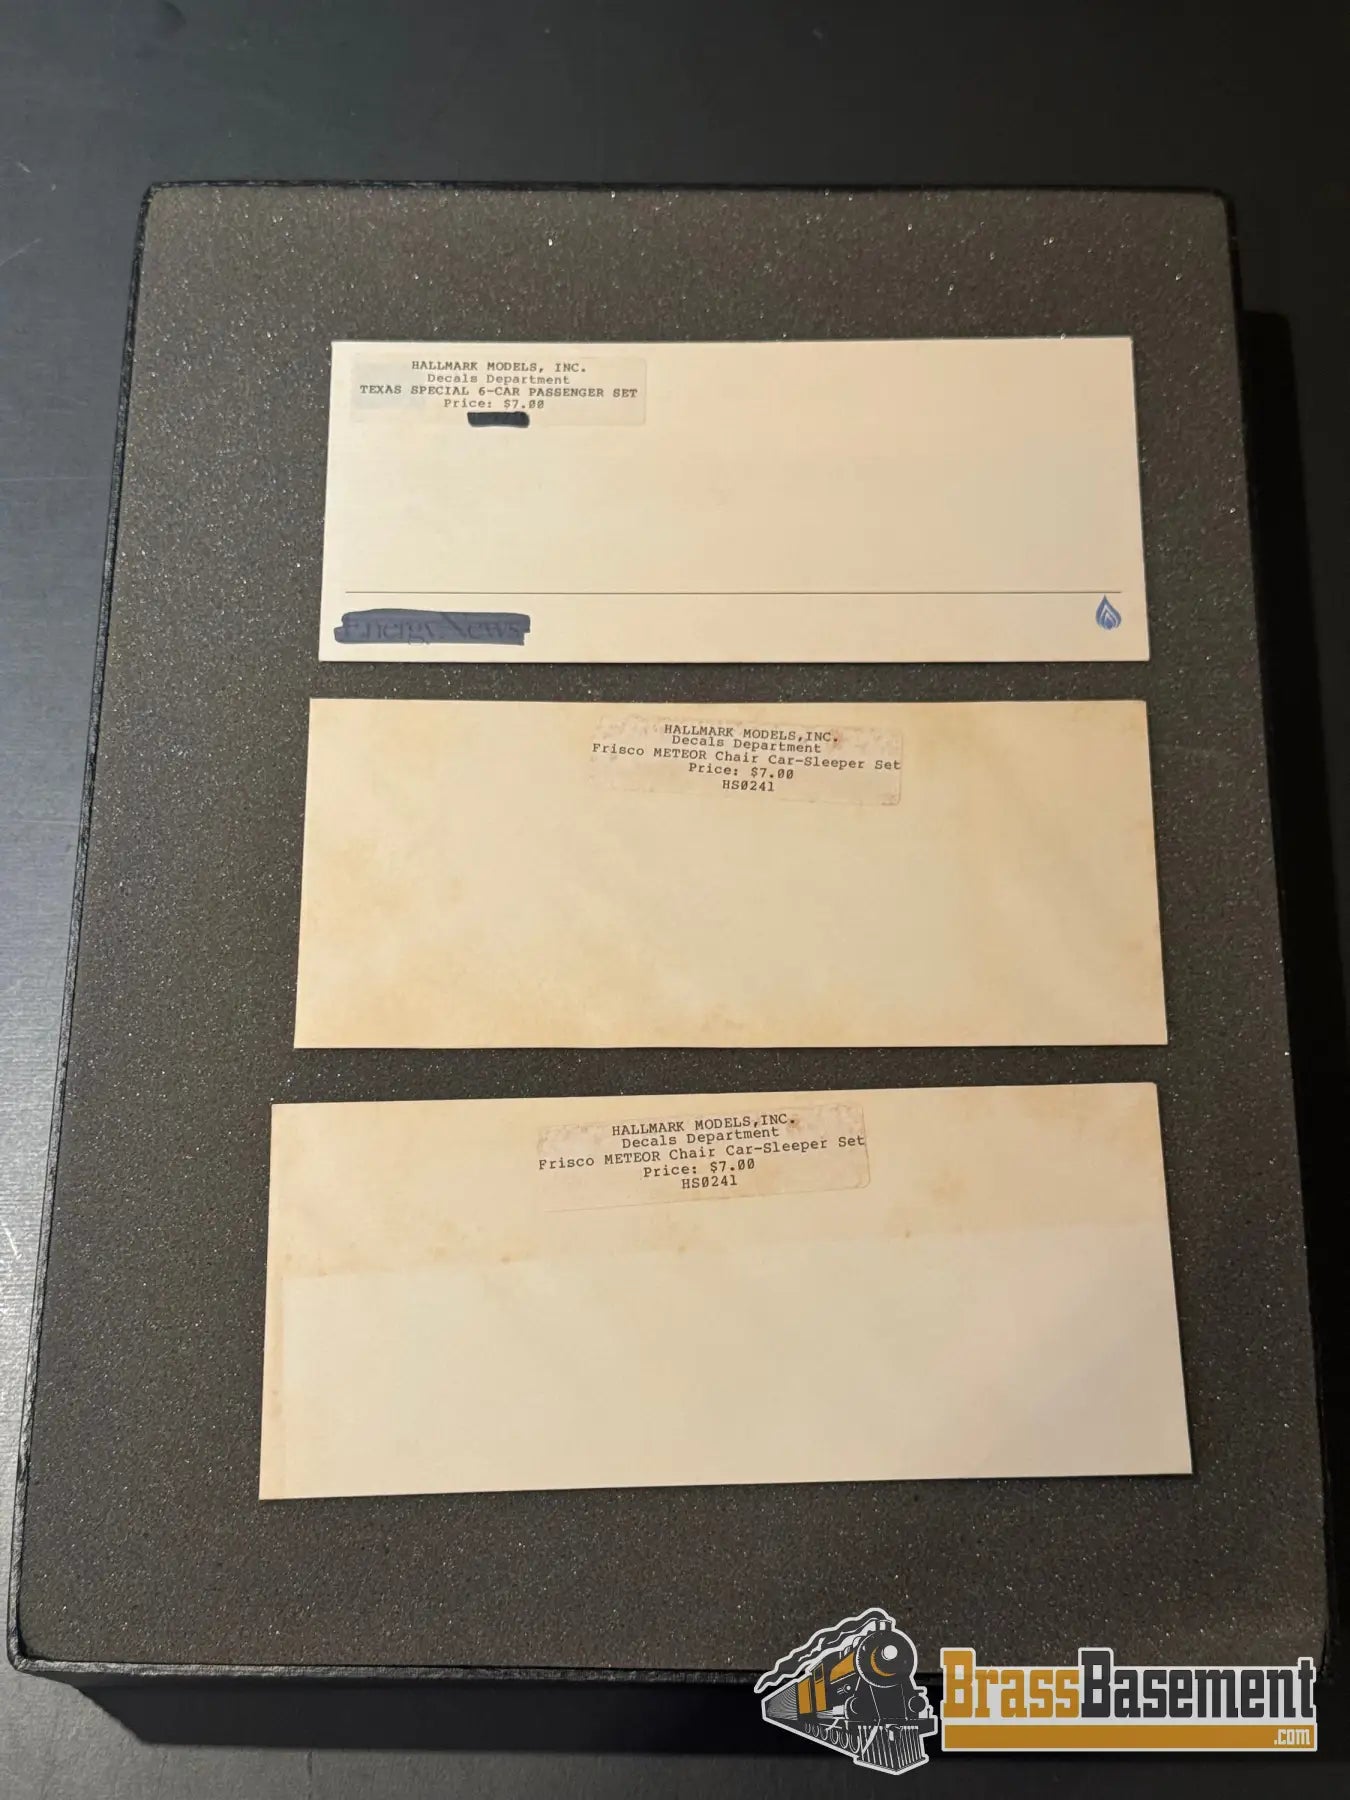 HALLMARK MODELS, INC.
Decals Department
TEXAS SPECIAL 6-CAR PASSENGER SET
Price: $7.00
Energy News
HALLMARK MODELS,INC.
Decals Department
Frisco METEOR Chair Car-Sleeper Set
Price: $7.00
HS0241
HALLMARK MODELS,INC.
Decals Department
Frisco METEOR Chair Car-Sleeper Set
Price: $7.00
HS0241
BrassBasement
.com